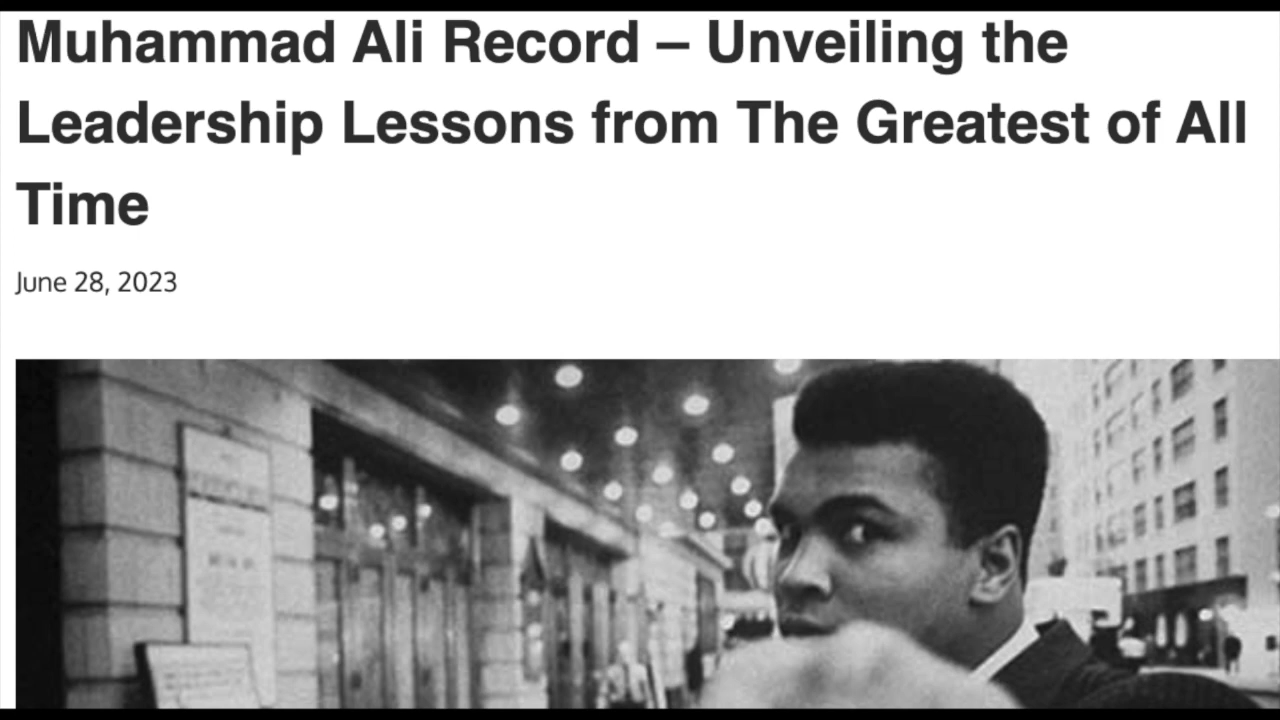 Muhammad Ali Record – Unveiling the
Leadership Lessons from The Greatest of All
Time
June 28, 2023